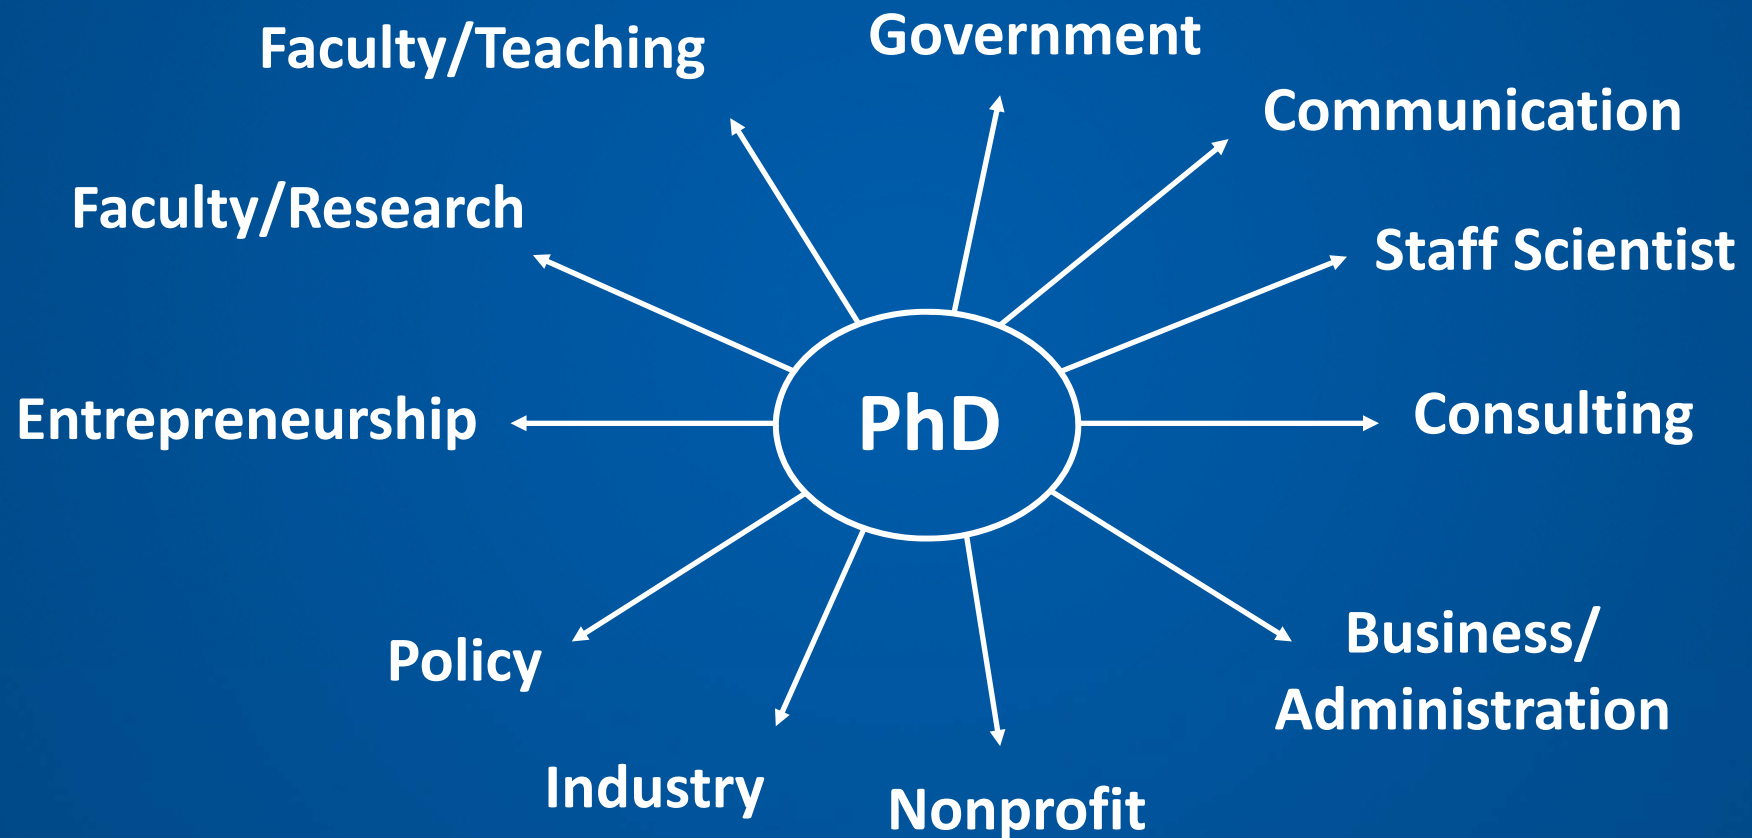 Government
Faculty/Teaching
Communication
Faculty/Research
Staff Scientist
Entrepreneurship
PhD
Consulting
Policy
Business/
Administration
Industry
Nonprofit